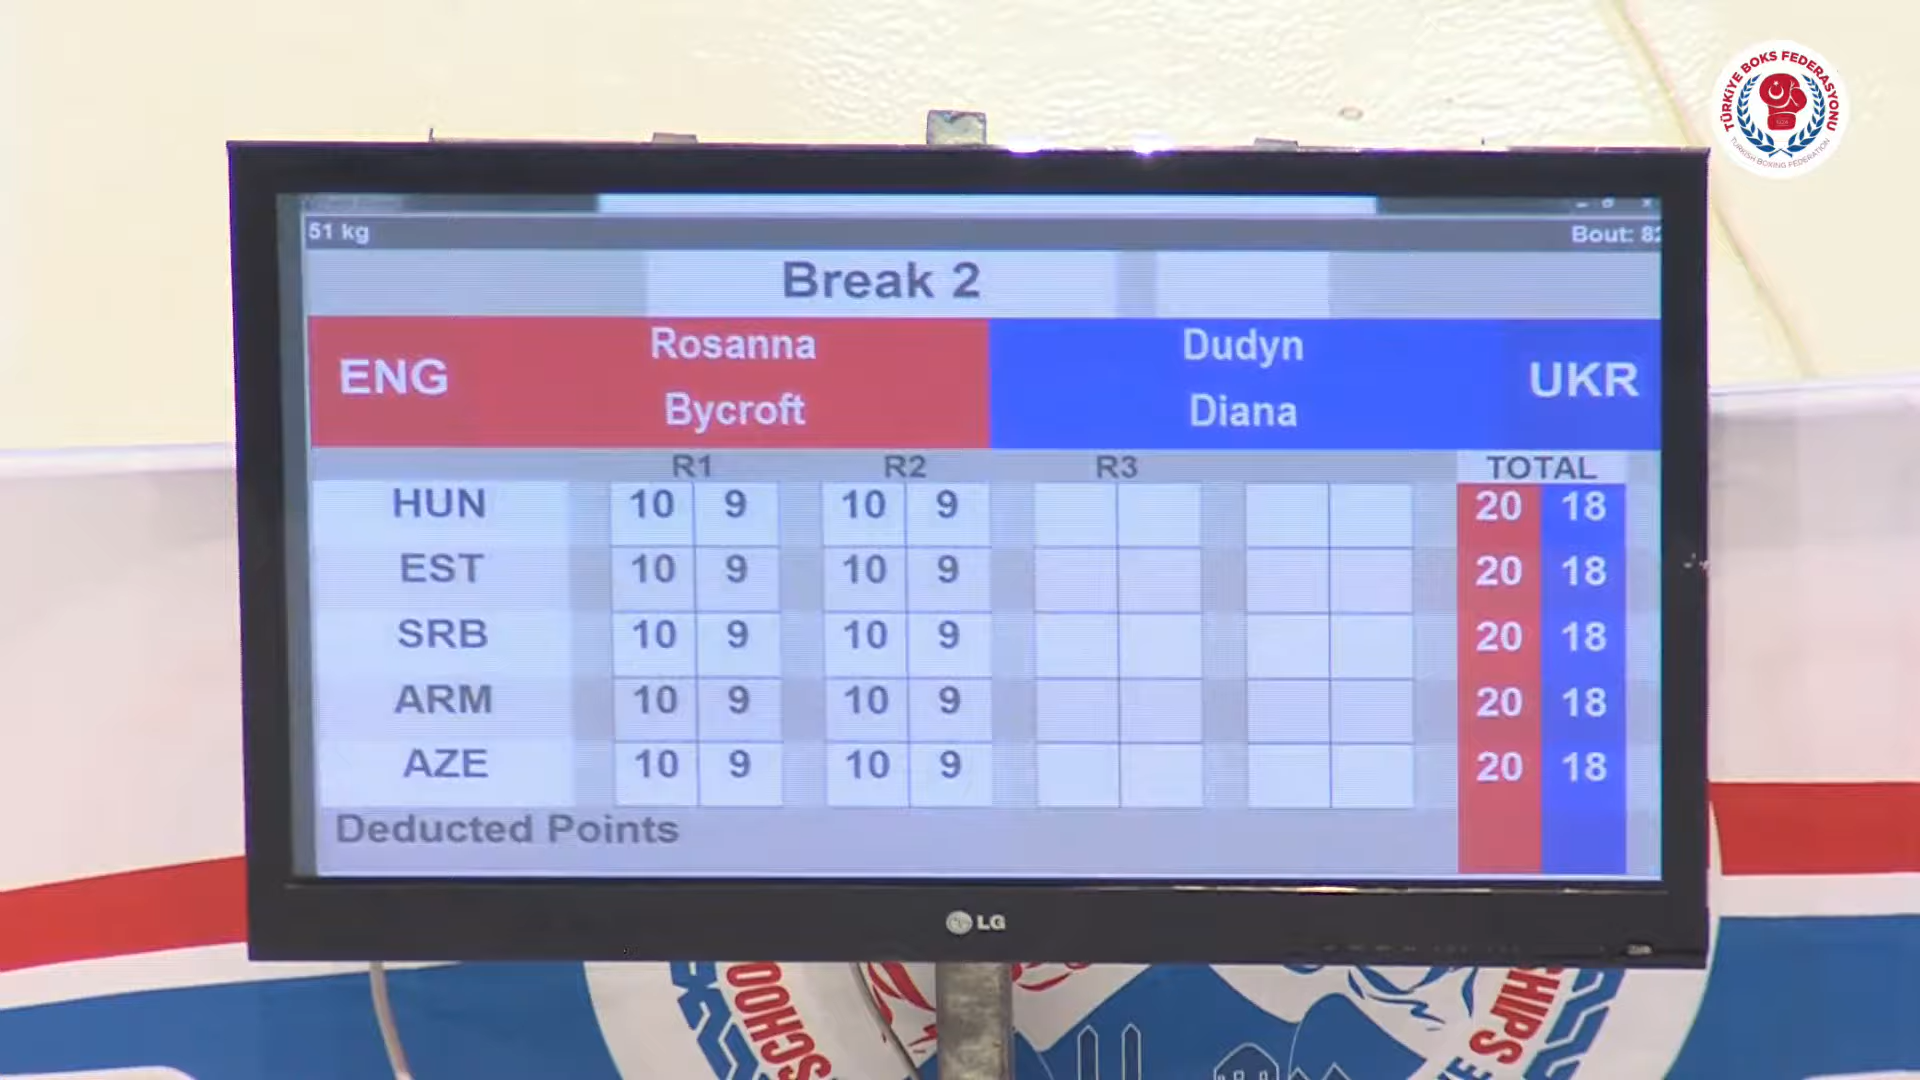 TÜRKİYE BOKS FEDERASYONU
TURKISH BOXING FEDERATION
51 kg
Break 2
Bout:
ENG
Rosanna
Bycroft
Dudyn
Diana
UKR
R1 R2 R3 TOTAL
HUN 10 9 10 9 20 18
EST 10 9 10 9 20 18
SRB 10 9 10 9 20 18
ARM 10 9 10 9 20 18
AZE 10 9 10 9 20 18
Deducted Points
LG